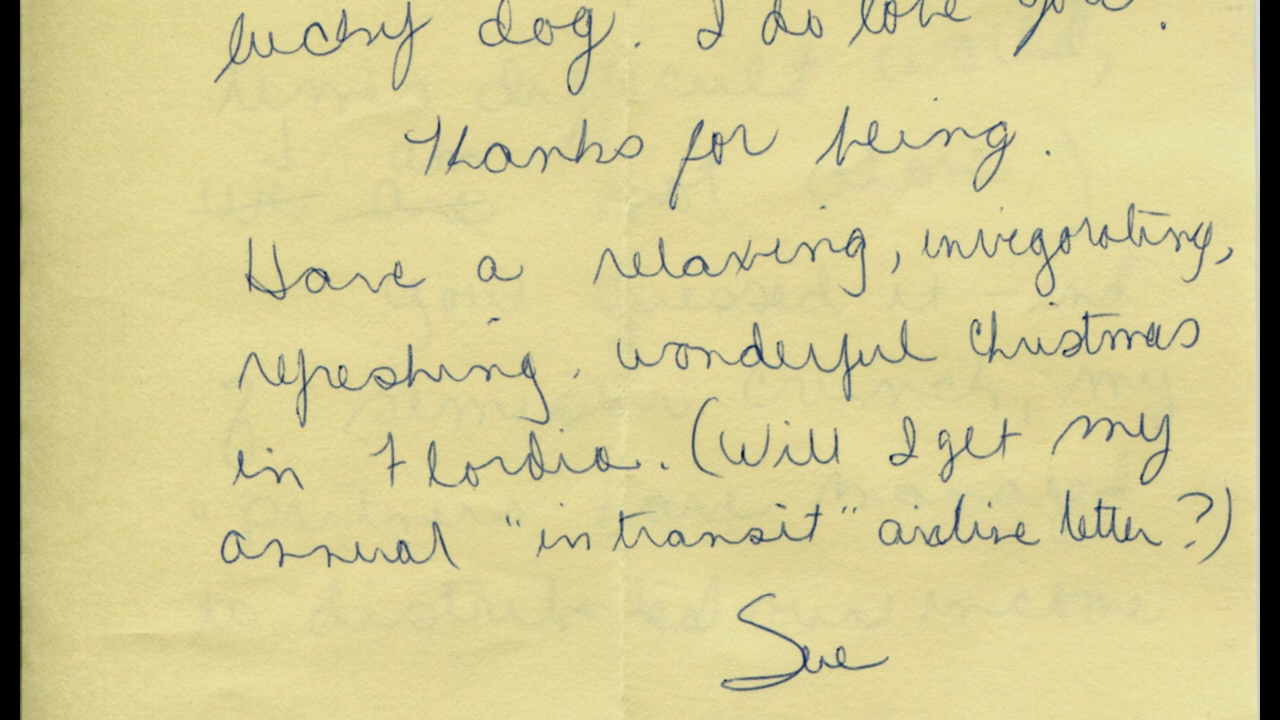 lucky dog. I do love you.
Thanks for being.
Have a relaxing, invigorating,
refreshing, wonderful Christmas
in Flordia. (Will I get my
annual "in transit" airline letter?)
Sue